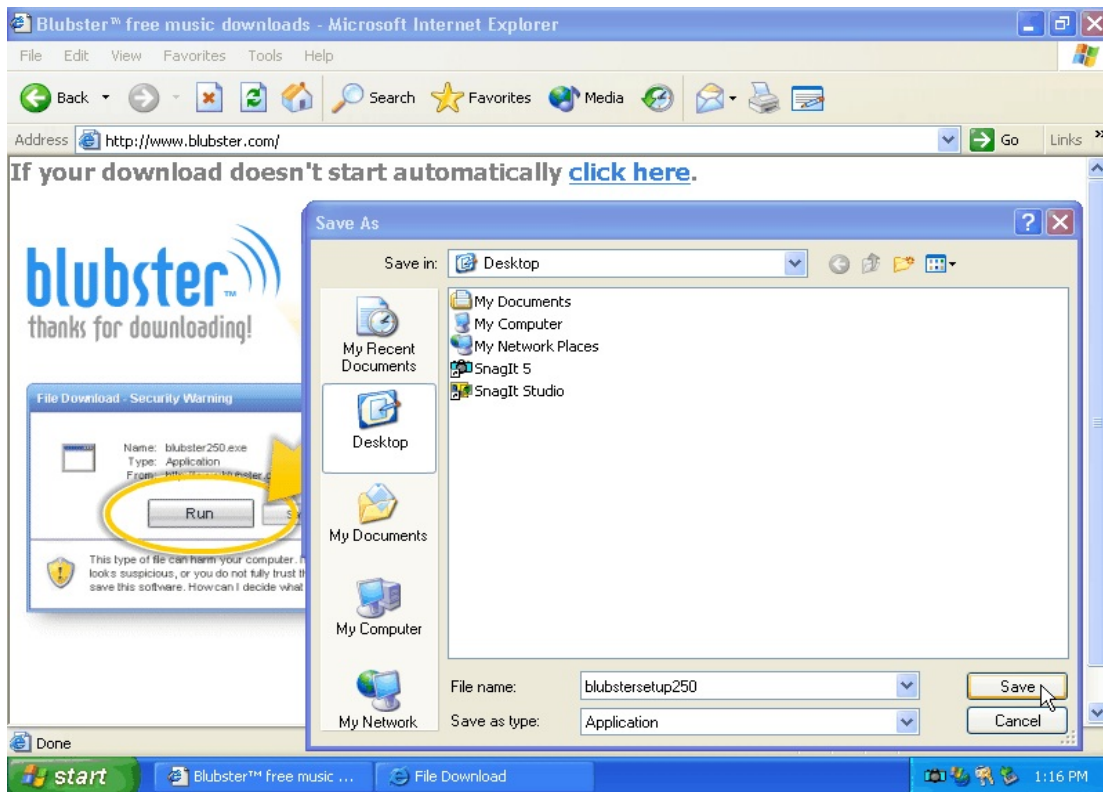 Blubster™ free music downloads - Microsoft Internet Explorer
File Edit View Favorites Tools Help
Back Search Favorites Media
Address http://www.blubster.com/ Go Links »
If your download doesn't start automatically click here.
blubster™
thanks for downloading!
File Download - Security Warning
Name: blubster250.exe
Type: Application
From:
Run
This type of file can harm your computer.
looks suspicious, or you do not fully trust
save this software. How can I decide what
Save As
Save in: Desktop
My Recent
Documents
Desktop
My Documents
My Computer
My Network
My Documents
My Computer
My Network Places
SnagIt 5
SnagIt Studio
File name: blubstersetup250 Save
Save as type: Application Cancel
Done
start Blubster™ free music ... File Download 1:16 PM